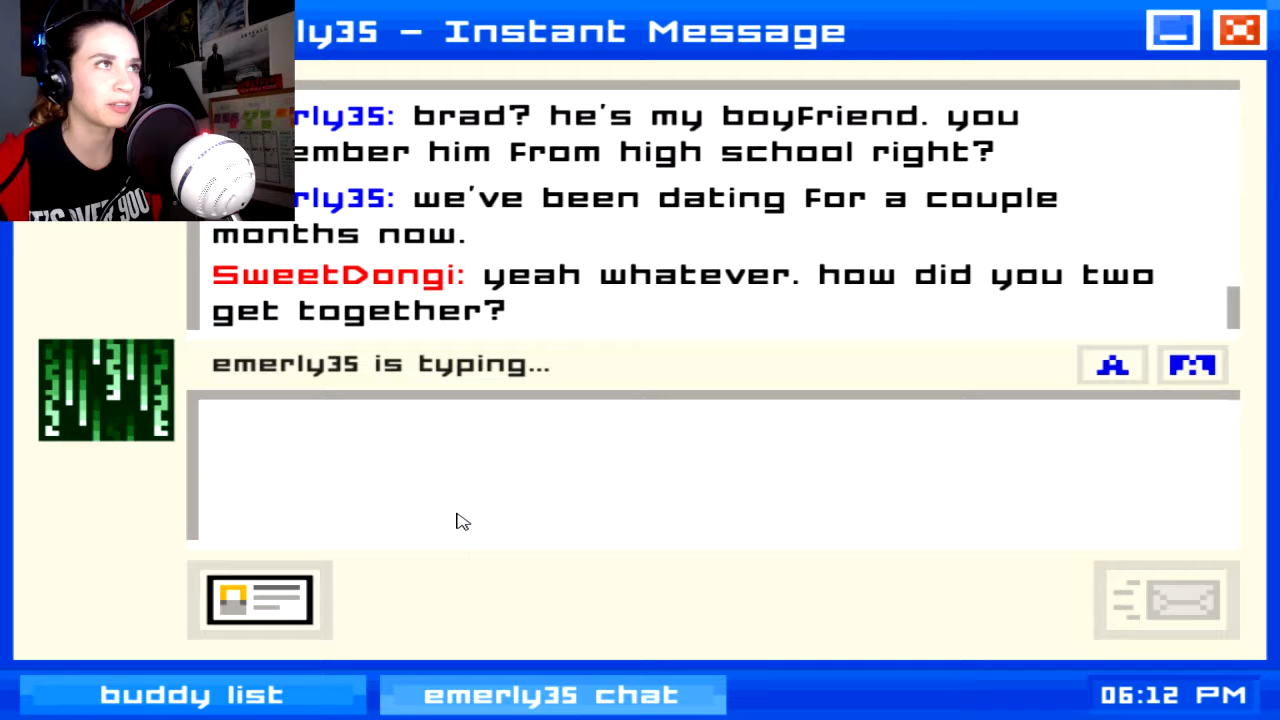 ly35 - Instant Message
rly35: brad? he's my boyfriend. you
ember him from high school right?
rly35: we've been dating for a couple
months now.
SweetDongi: yeah whatever. how did you two
get together?
emerly35 is typing...
A
buddy list
emerly35 chat
06:12 PM